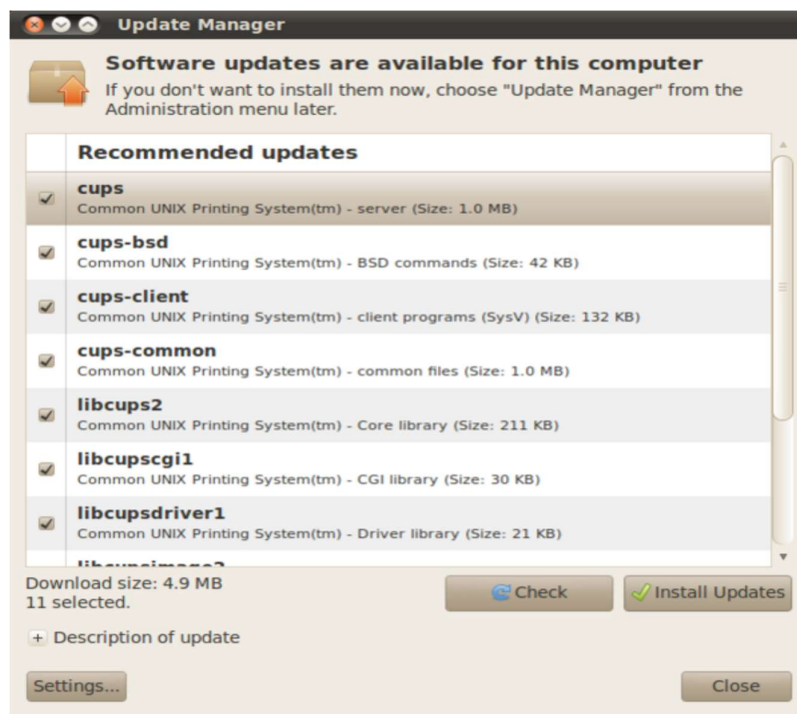 Update Manager
Software updates are available for this computer
If you don't want to install them now, choose "Update Manager" from the
Administration menu later.
Recommended updates
cups
Common UNIX Printing System(tm) - server (Size: 1.0 MB)
cups-bsd
Common UNIX Printing System(tm) - BSD commands (Size: 42 KB)
cups-client
Common UNIX Printing System(tm) - client programs (SysV) (Size: 132 KB)
cups-common
Common UNIX Printing System(tm) - common files (Size: 1.0 MB)
libcups2
Common UNIX Printing System(tm) - Core library (Size: 211 KB)
libcupscgi1
Common UNIX Printing System(tm) - CGI library (Size: 30 KB)
libcupsdriver1
Common UNIX Printing System(tm) - Driver library (Size: 21 KB)
Download size: 4.9 MB
11 selected.
Check
Install Updates
Description of update
Settings...
Close